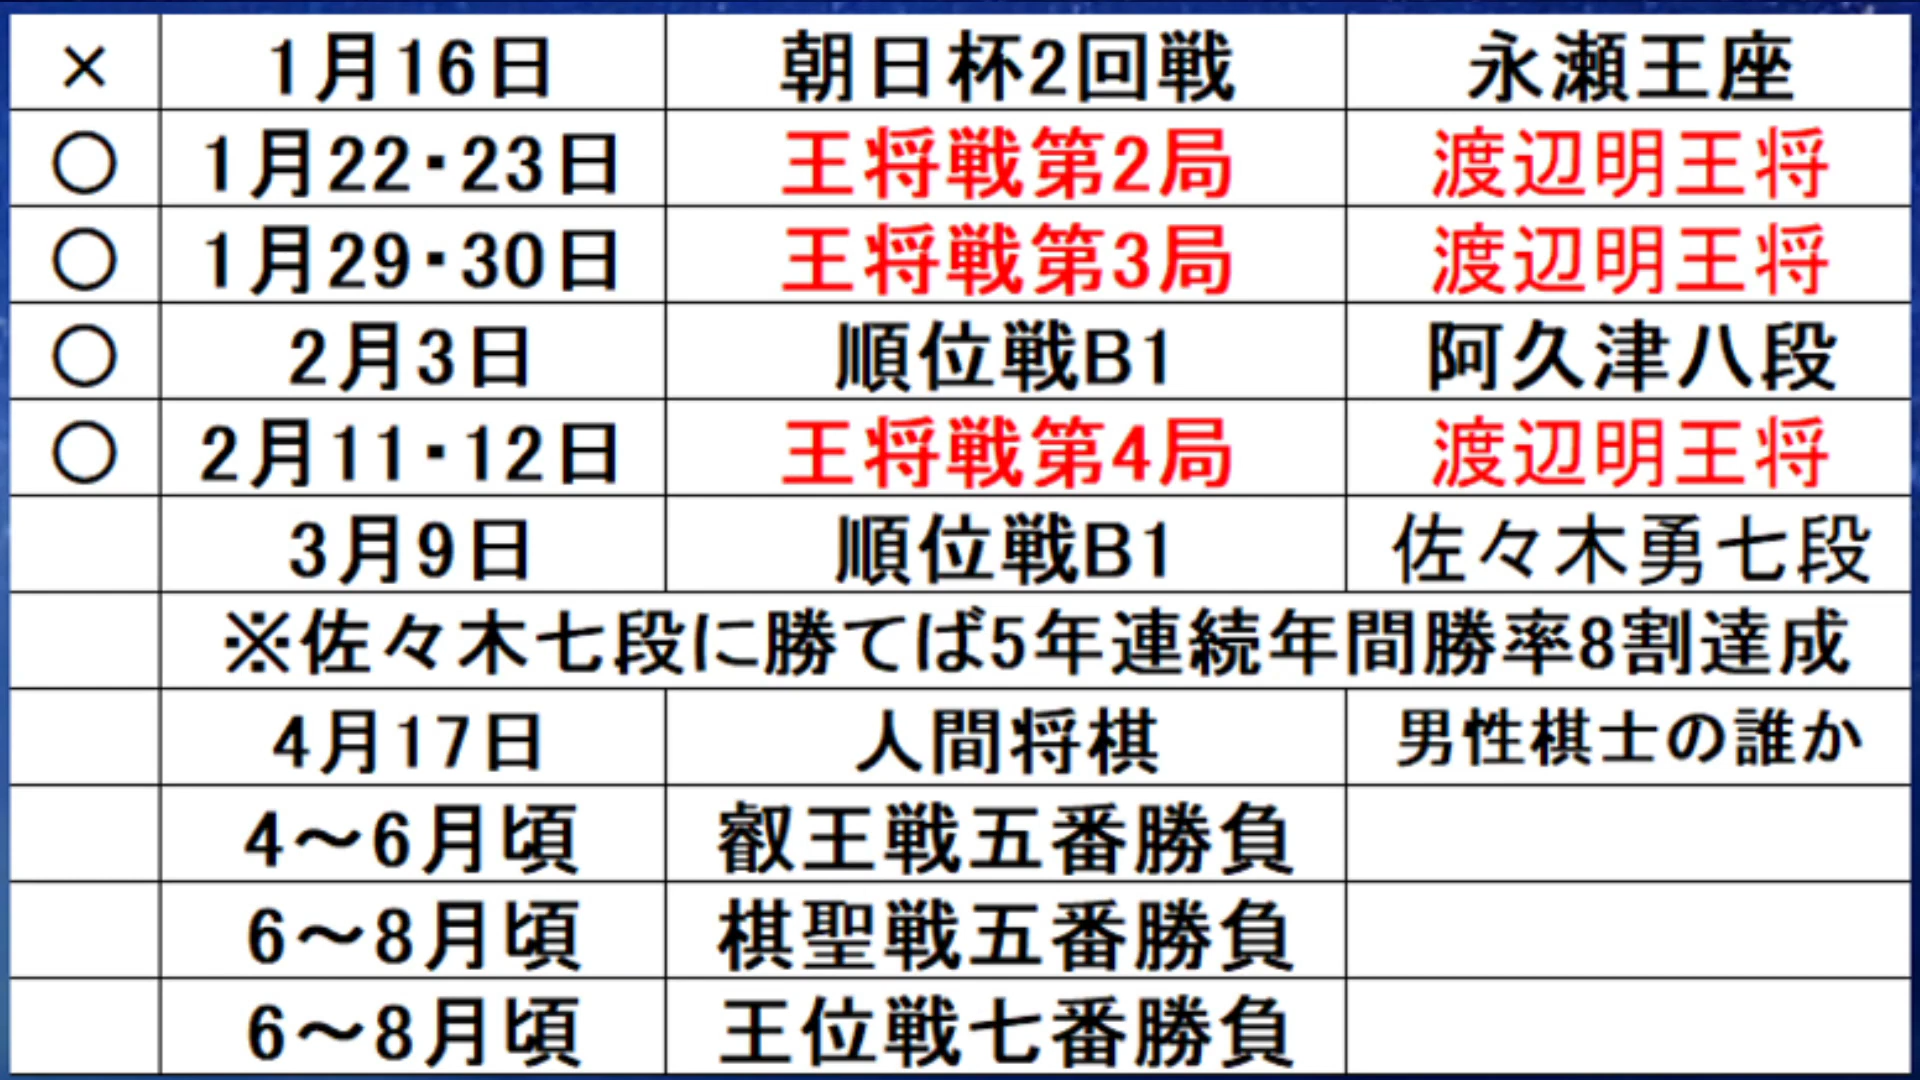 × 1月16日 朝日杯2回戦 永瀬王座
○ 1月22・23日 王将戦第2局 渡辺明王将
○ 1月29・30日 王将戦第3局 渡辺明王将
○ 2月3日 順位戦B1 阿久津八段
○ 2月11・12日 王将戦第4局 渡辺明王将
3月9日 順位戦B1 佐々木勇七段
※佐々木七段に勝てば5年連続年間勝率8割達成
4月17日 人間将棋 男性棋士の誰か
4～6月頃 叡王戦五番勝負
6～8月頃 棋聖戦五番勝負
6～8月頃 王位戦七番勝負